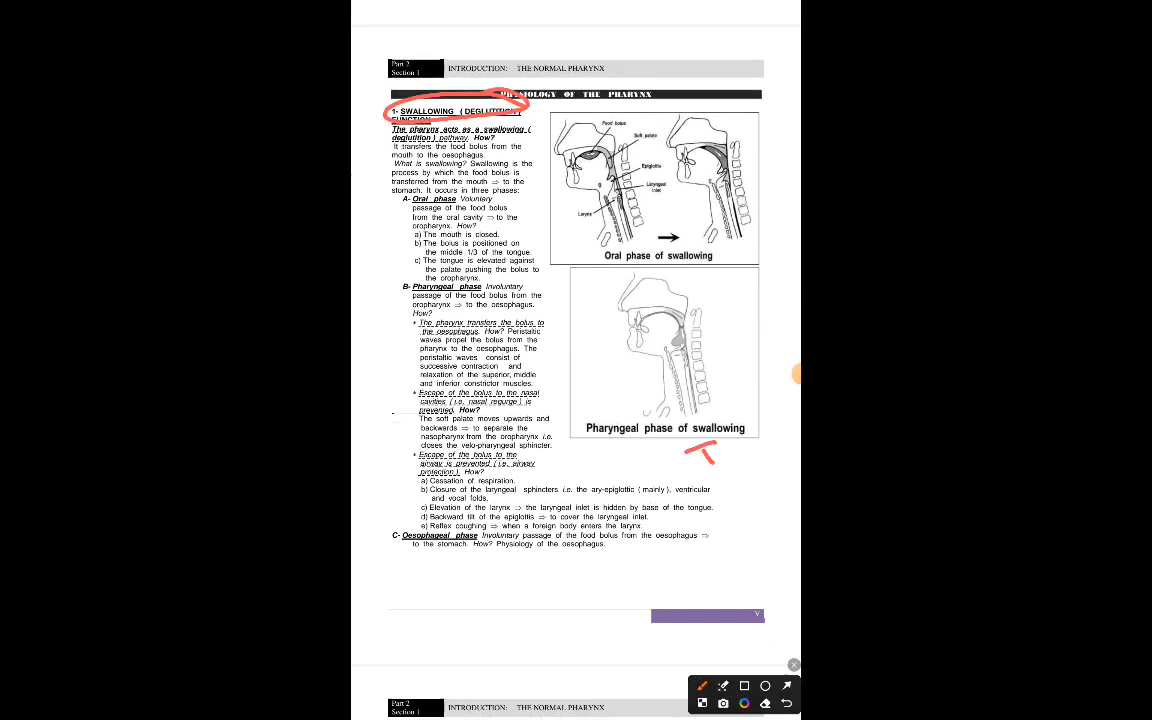 Part 2
Section 1
INTRODUCTION: THE NORMAL PHARYNX
PHYSIOLOGY OF THE PHARYNX
1- SWALLOWING ( DEGLUTITION )
FUNCTION
The pharynx acts as a swallowing (
deglutition ) pathway. How?
It transfers the food bolus from the
mouth to the oesophagus.
What is swallowing? Swallowing is the
process by which the food bolus is
transferred from the mouth ⇒ to the
stomach. It occurs in three phases:
A- Oral phase Voluntary
passage of the food bolus
from the oral cavity ⇒ to the
oropharynx. How?
a) The mouth is closed.
b) The bolus is positioned on
the middle 1/3 of the tongue.
c) The tongue is elevated against
the palate pushing the bolus to
the oropharynx.
B- Pharyngeal phase Involuntary
passage of the food bolus from the
oropharynx ⇒ to the oesophagus.
How?
* The pharynx transfers the bolus to
the oesophagus. How? Peristaltic
waves propel the bolus from the
pharynx to the oesophagus. The
peristaltic waves consist of
successive contraction and
relaxation of the superior, middle
and inferior constrictor muscles.
* Escape of the bolus to the nasal
cavities ( i.e. nasal regurge ) is
prevented. How?
The soft palate moves upwards and
backwards ⇒ to separate the
nasopharynx from the oropharynx i.e.
closes the velo-pharyngeal sphincter.
* Escape of the bolus to the
airway is prevented ( i.e. airway
protection ). How?
a) Cessation of respiration.
b) Closure of the laryngeal sphincters i.e. the ary-epiglottic ( mainly ), ventricular
and vocal folds.
c) Elevation of the larynx ⇒ the laryngeal inlet is hidden by base of the tongue.
d) Backward tilt of the epiglottis ⇒ to cover the laryngeal inlet.
e) Reflex coughing ⇒ when a foreign body enters the larynx.
C- Oesophageal phase Involuntary passage of the food bolus from the oesophagus ⇒
to the stomach. How? Physiology of the oesophagus.
Food bolus
Soft palate
Epiglottis
Laryngeal
inlet
Larynx
Oral phase of swallowing
Pharyngeal phase of swallowing
V
Part 2
Section 1
INTRODUCTION: THE NORMAL PHARYNX